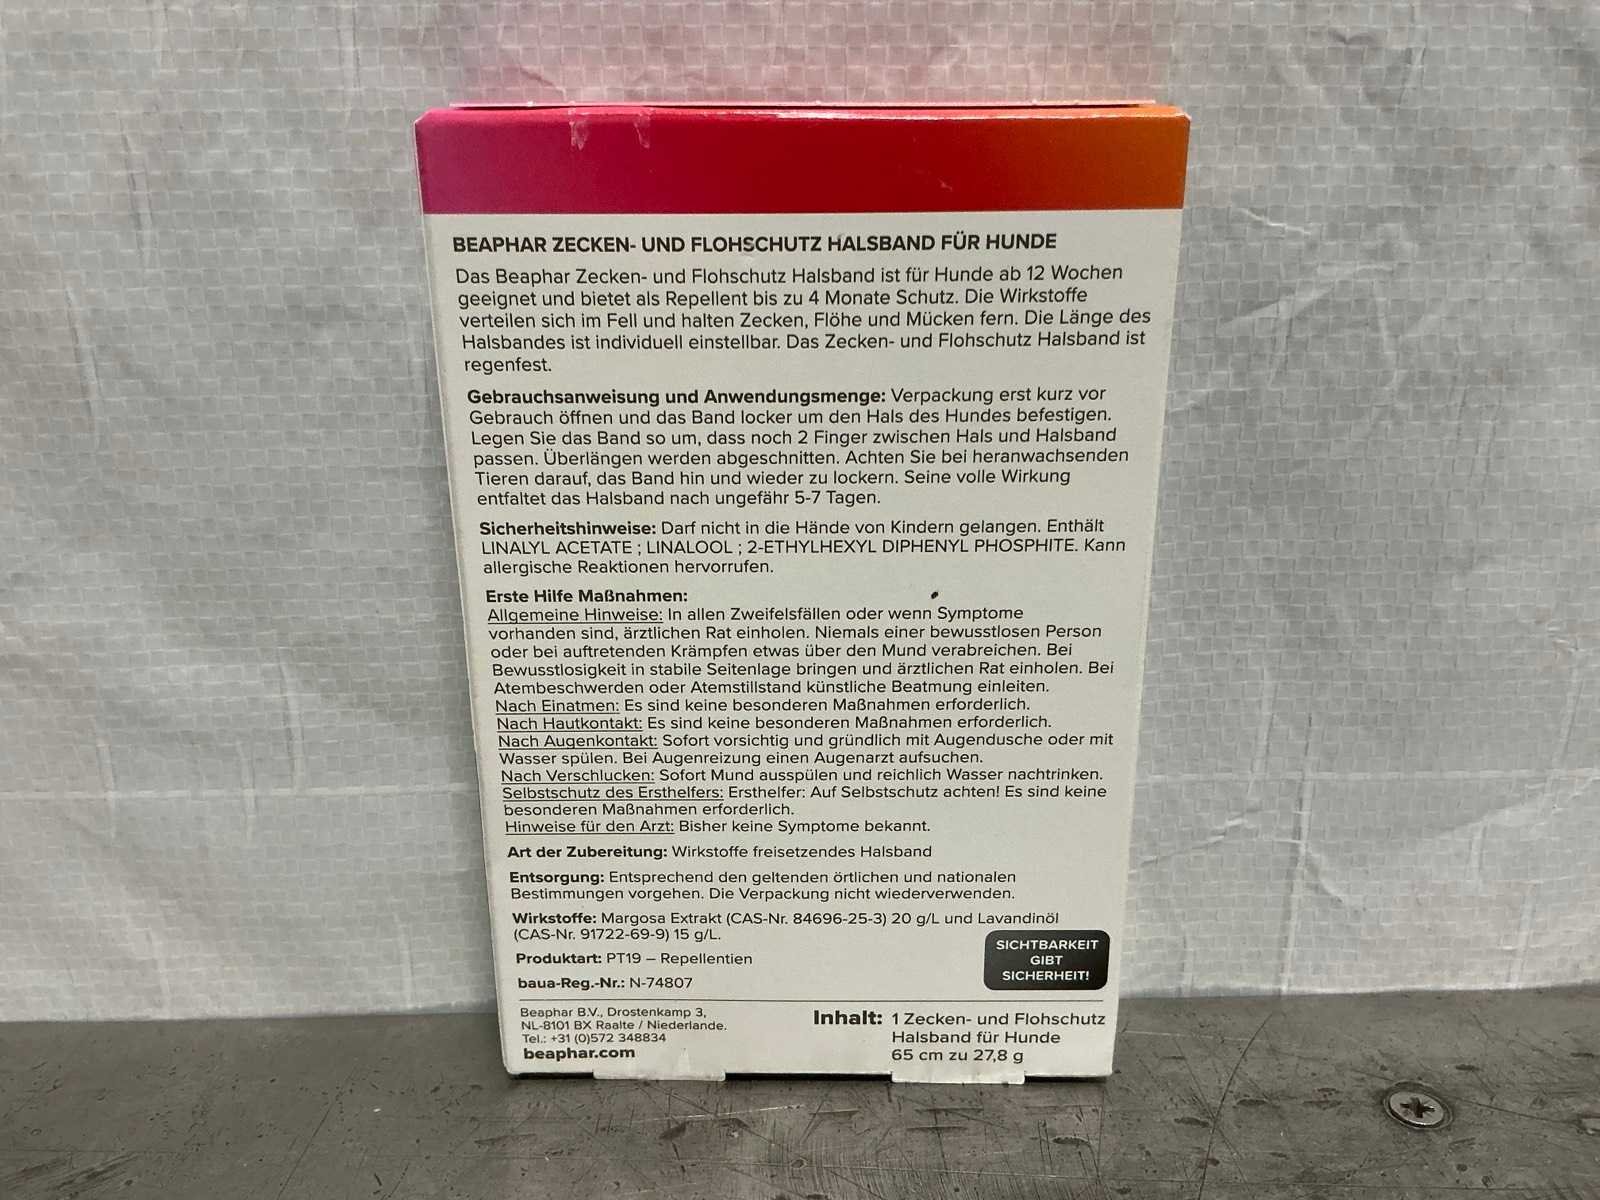 BEAPHAR ZECKEN- UND FLOHSCHUTZ HALSBAND FÜR HUNDE
Das Beaphar Zecken- und Flohschutz Halsband ist für Hunde ab 12 Wochen
geeignet und bietet als Repellent bis zu 4 Monate Schutz. Die Wirkstoffe
verteilen sich im Fell und halten Zecken, Flöhe und Mücken fern. Die Länge des
Halsbandes ist individuell einstellbar. Das Zecken- und Flohschutz Halsband ist
regenfest.
Gebrauchsanweisung und Anwendungsmenge: Verpackung erst kurz vor
Gebrauch öffnen und das Band locker um den Hals des Hundes befestigen.
Legen Sie das Band so um, dass noch 2 Finger zwischen Hals und Halsband
passen. Überlängen werden abgeschnitten. Achten Sie bei heranwachsenden
Tieren darauf, das Band hin und wieder zu lockern. Seine volle Wirkung
entfaltet das Halsband nach ungefähr 5-7 Tagen.
Sicherheitshinweise: Darf nicht in die Hände von Kindern gelangen. Enthält
LINALYL ACETATE ; LINALOOL ; 2-ETHYLHEXYL DIPHENYL PHOSPHITE. Kann
allergische Reaktionen hervorrufen.
Erste Hilfe Maßnahmen:
Allgemeine Hinweise: In allen Zweifelsfällen oder wenn Symptome
vorhanden sind, ärztlichen Rat einholen. Niemals einer bewusstlosen Person
oder bei auftretenden Krämpfen etwas über den Mund verabreichen. Bei
Bewusstlosigkeit in stabile Seitenlage bringen und ärztlichen Rat einholen. Bei
Atembeschwerden oder Atemstillstand künstliche Beatmung einleiten.
Nach Einatmen: Es sind keine besonderen Maßnahmen erforderlich.
Nach Hautkontakt: Es sind keine besonderen Maßnahmen erforderlich.
Nach Augenkontakt: Sofort vorsichtig und gründlich mit Augendusche oder mit
Wasser spülen. Bei Augenreizung einen Augenarzt aufsuchen.
Nach Verschlucken: Sofort Mund ausspülen und reichlich Wasser nachtrinken.
Selbstschutz des Ersthelfers: Ersthelfer: Auf Selbstschutz achten! Es sind keine
besonderen Maßnahmen erforderlich.
Hinweise für den Arzt: Bisher keine Symptome bekannt.
Art der Zubereitung: Wirkstoffe freisetzendes Halsband
Entsorgung: Entsprechend den geltenden örtlichen und nationalen
Bestimmungen vorgehen. Die Verpackung nicht wiederverwenden.
Wirkstoffe: Margosa Extrakt (CAS-Nr. 84696-25-3) 20 g/L und Lavandinöl
(CAS-Nr. 91722-69-9) 15 g/L.
Produktart: PT19 – Repellentien
baua-Reg.-Nr.: N-74807
SICHTBARKEIT
GIBT
SICHERHEIT!
Beaphar B.V., Drostenkamp 3,
NL-8101 BX Raalte / Niederlande.
Tel.: +31 (0)572 348834
beaphar.com
Inhalt: 1 Zecken- und Flohschutz
Halsband für Hunde
65 cm zu 27,8 g